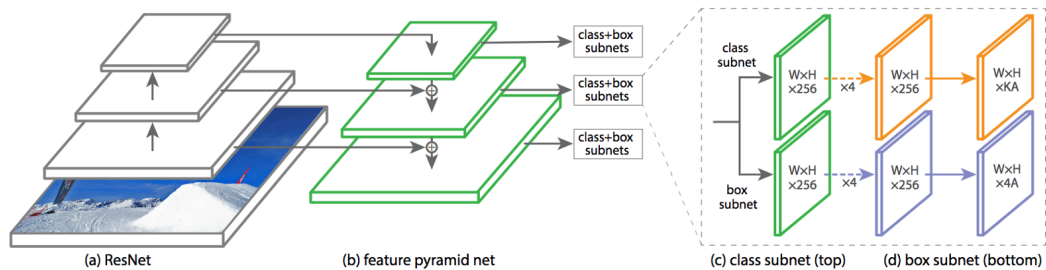 class+box
subnets
class+box
subnets
class+box
subnets
class
subnet
W×H
×256
×4
W×H
×256
W×H
×KA
box
subnet
W×H
×256
×4
W×H
×256
W×H
×4A
(a) ResNet
(b) feature pyramid net
(c) class subnet (top)
(d) box subnet (bottom)